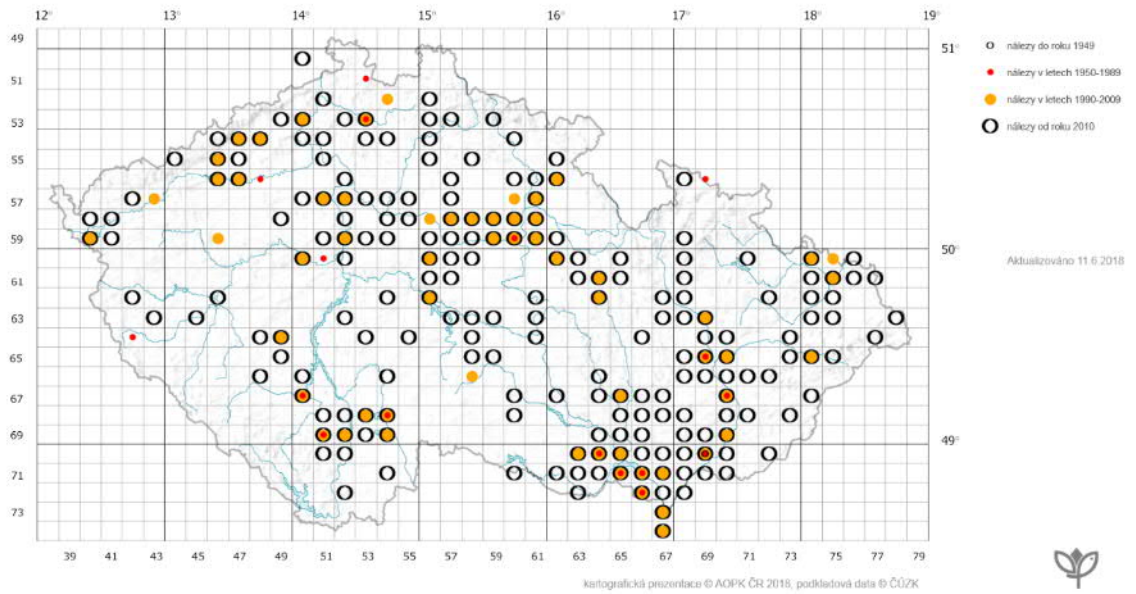 12° 13° 14° 15° 16° 17° 18° 19°
49
51°
nálezy do roku 1949
51
nálezy v letech 1950-1989
nálezy v letech 1990-2009
53
nálezy od roku 2010
55
57
59
50°
Aktualizováno 11.6.2018
61
63
65
67
69
49°
71
73
39 41 43 45 47 49 51 53 55 57 59 61 63 65 67 69 71 73 75 77 79
kartografická prezentace © AOPK ČR 2018, podkladová data © ČÚZK